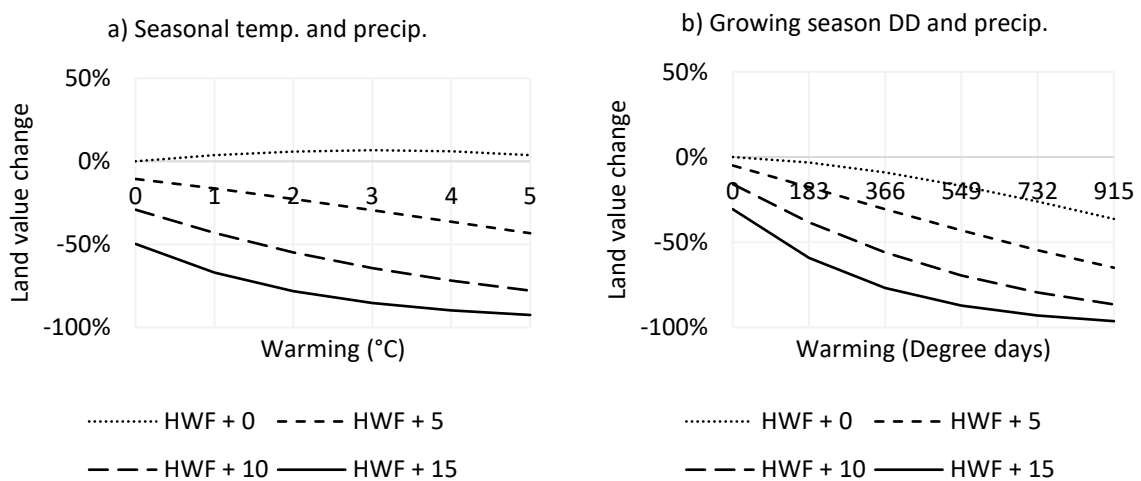 a) Seasonal temp. and precip.
50%
0%
-50%
-100%
Land value change
0 1 2 3 4 5
Warming (°C)
HWF + 0 HWF + 5
HWF + 10 HWF + 15
b) Growing season DD and precip.
50%
0%
-50%
-100%
Land value change
0 183 366 549 732 915
Warming (Degree days)
HWF + 0 HWF + 5
HWF + 10 HWF + 15